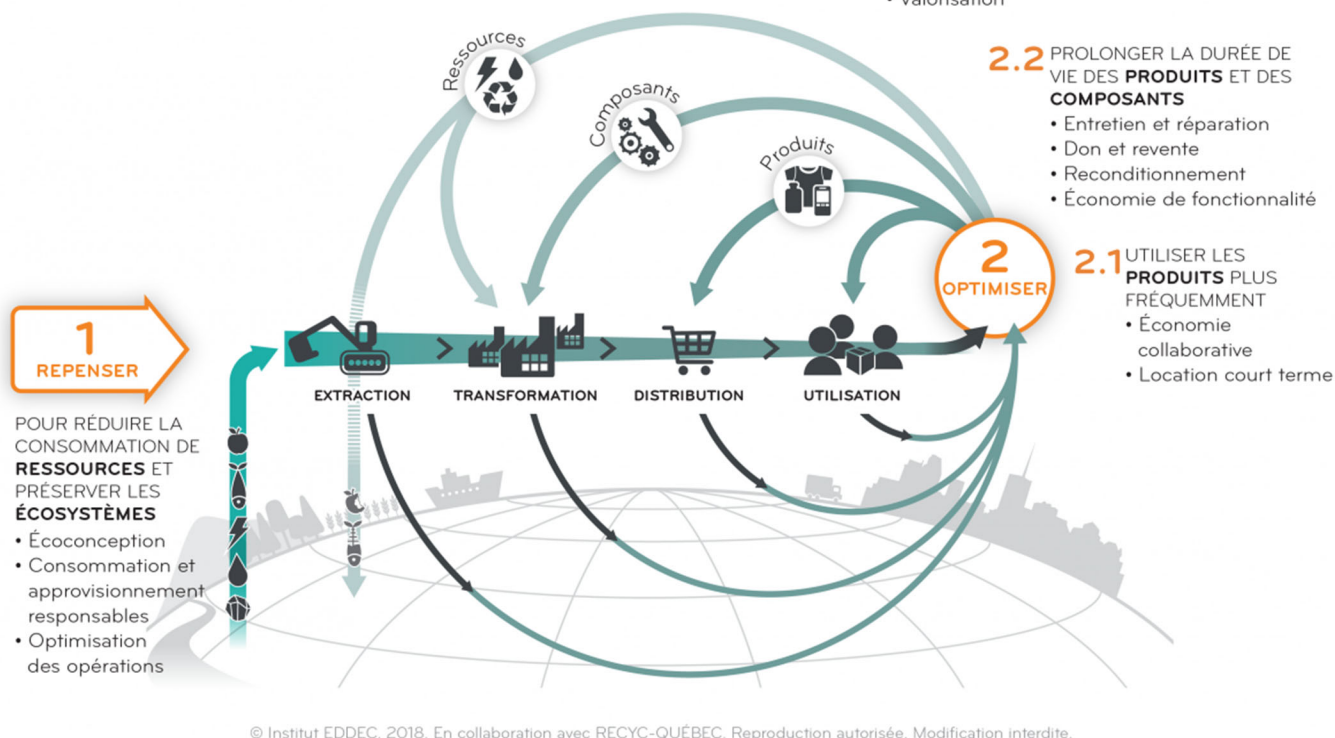 • Valorisation
2.2 PROLONGER LA DURÉE DE
VIE DES PRODUITS ET DES
COMPOSANTS
• Entretien et réparation
• Don et revente
• Reconditionnement
• Économie de fonctionnalité
Ressources
Composants
Produits
2
OPTIMISER
2.1 UTILISER LES
PRODUITS PLUS
FRÉQUEMMENT
• Économie
collaborative
• Location court terme
1
REPENSER
EXTRACTION
TRANSFORMATION
DISTRIBUTION
UTILISATION
POUR RÉDUIRE LA
CONSOMMATION DE
RESSOURCES ET
PRÉSERVER LES
ÉCOSYSTÈMES
• Écoconception
• Consommation et
approvisionnement
responsables
• Optimisation
des opérations
© Institut EDDEC, 2018. En collaboration avec RECYC-QUÉBEC. Reproduction autorisée. Modification interdite.